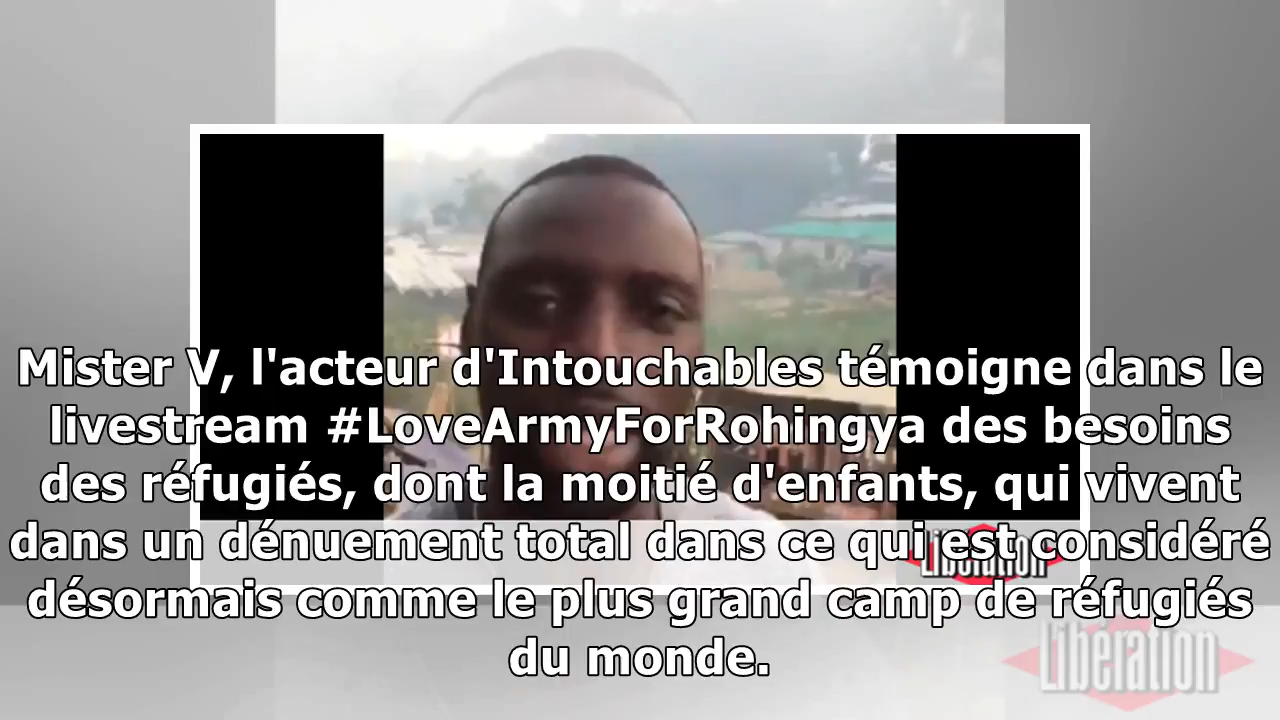 Mister V, l'acteur d'Intouchables témoigne dans le
livestream #LoveArmyForRohingya des besoins
des réfugiés, dont la moitié d'enfants, qui vivent
dans un dénuement total dans ce qui est considéré
Libération
désormais comme le plus grand camp de réfugiés
du monde.
Libération